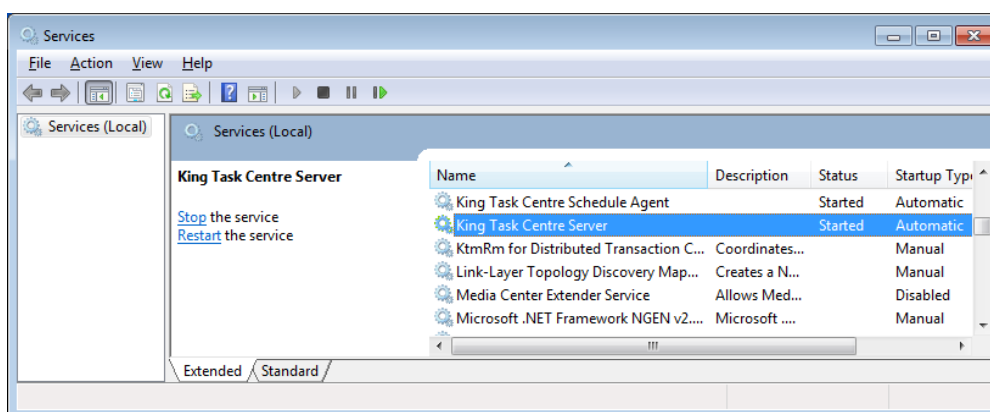 Services
File Action View Help
Services (Local)
Services (Local)
King Task Centre Server
Stop the service
Restart the service
Name Description Status Startup Type
King Task Centre Schedule Agent Started Automatic
King Task Centre Server Started Automatic
KtmRm for Distributed Transaction C... Coordinates... Manual
Link-Layer Topology Discovery Map... Creates a N... Manual
Media Center Extender Service Allows Med... Disabled
Microsoft .NET Framework NGEN v2.... Microsoft .... Manual
Extended Standard